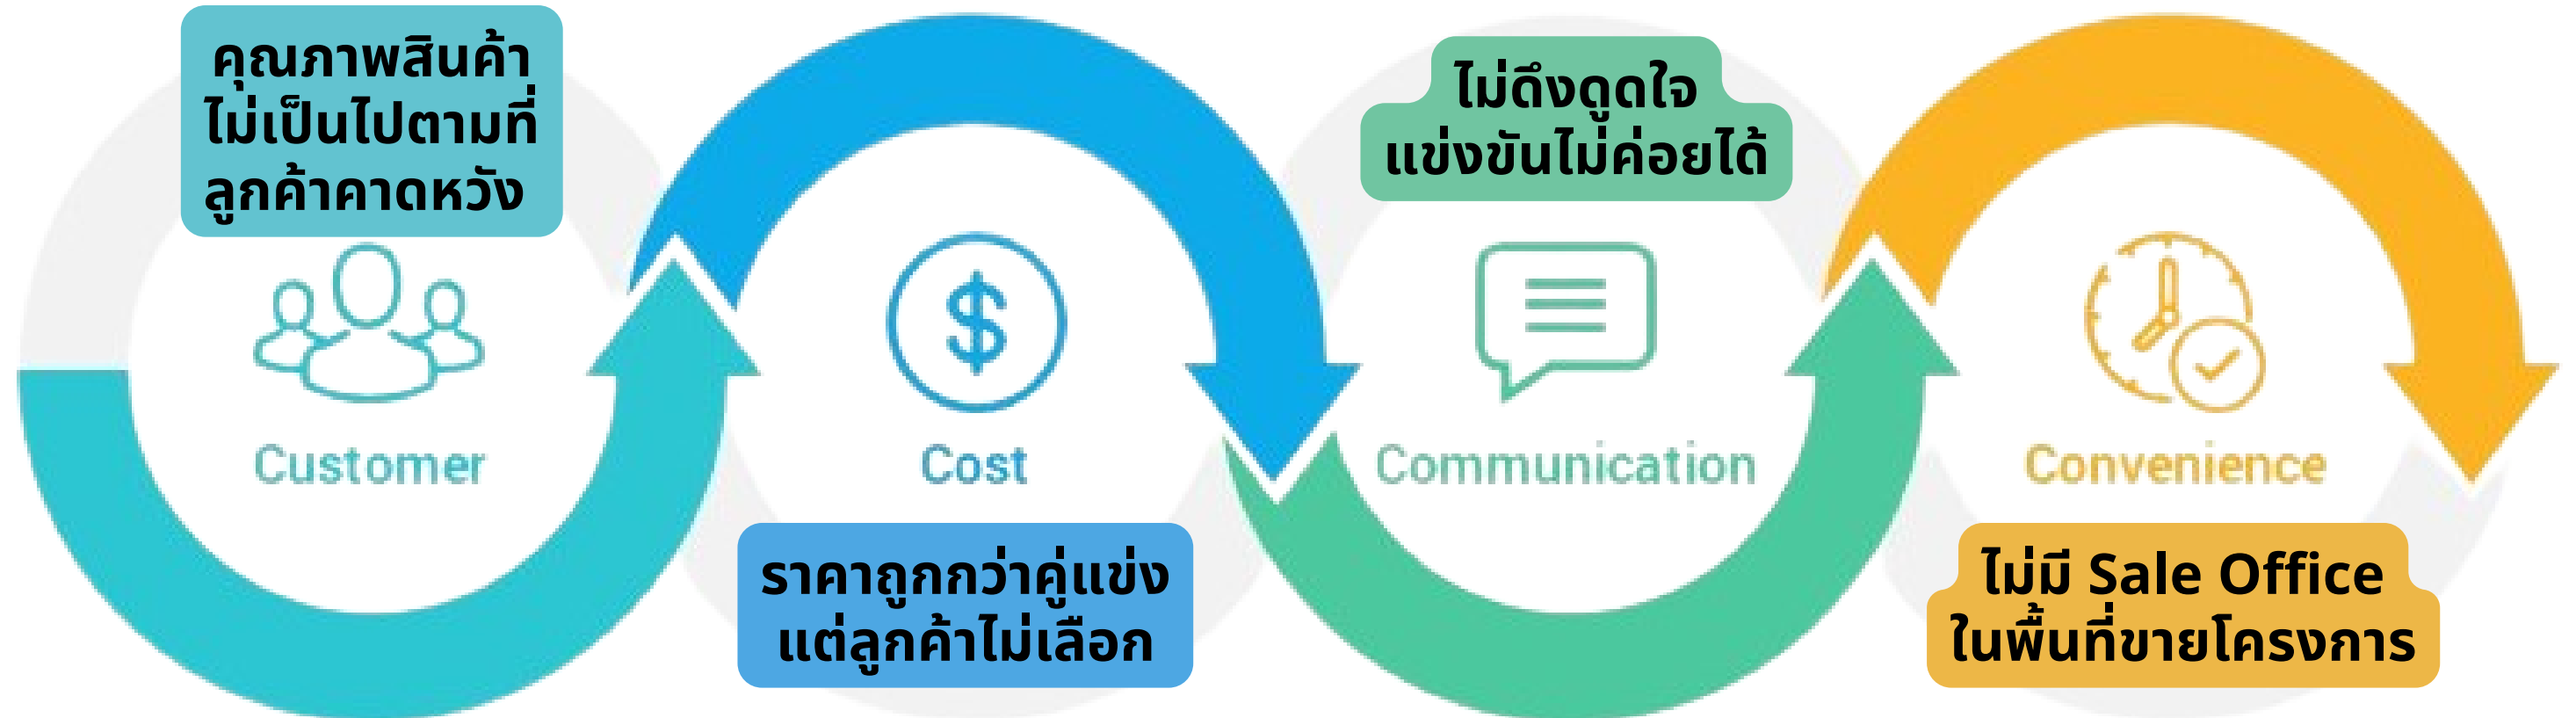 คุณภาพสินค้า
ไม่เป็นไปตามที่
ลูกค้าคาดหวัง
Customer
Cost
ราคาถูกกว่าคู่แข่ง
แต่ลูกค้าไม่เลือก
ไม่ดึงดูดใจ
แข่งขันไม่ค่อยได้
Communication
Convenience
ไม่มี Sale Office
ในพื้นที่ขายโครงการ